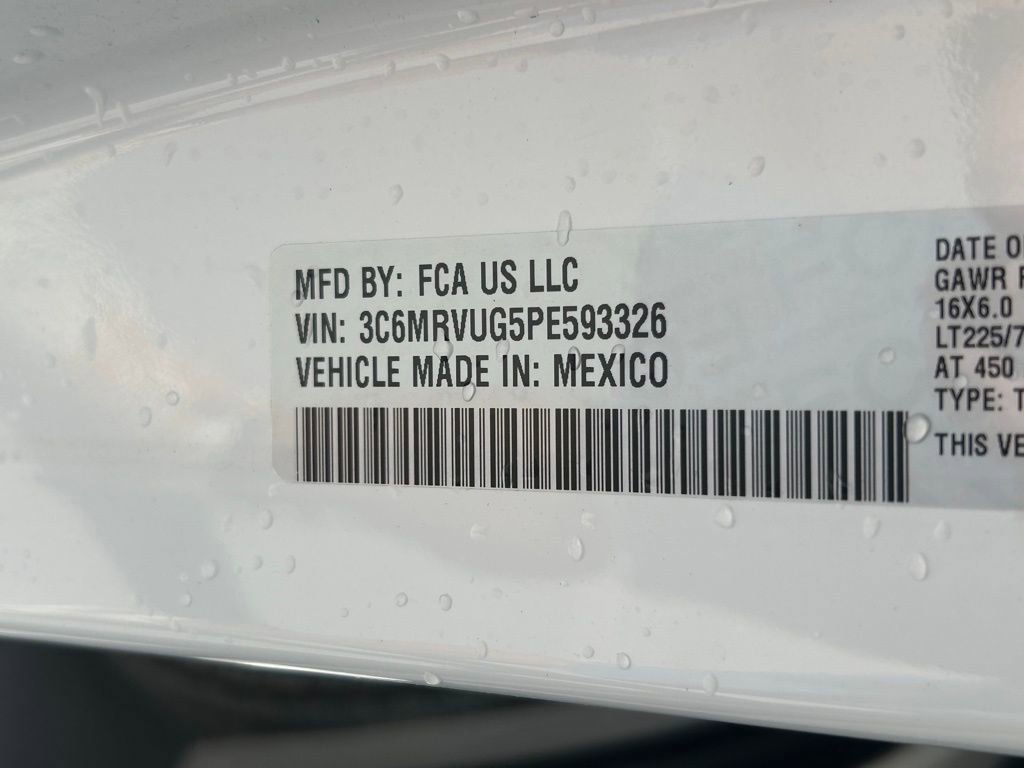 MFD BY: FCA US LLC
VIN: 3C6MRVUG5PE593326
VEHICLE MADE IN: MEXICO
DATE O
GAWR
16X6.0
LT225/7
AT 450
TYPE: T
THIS VE